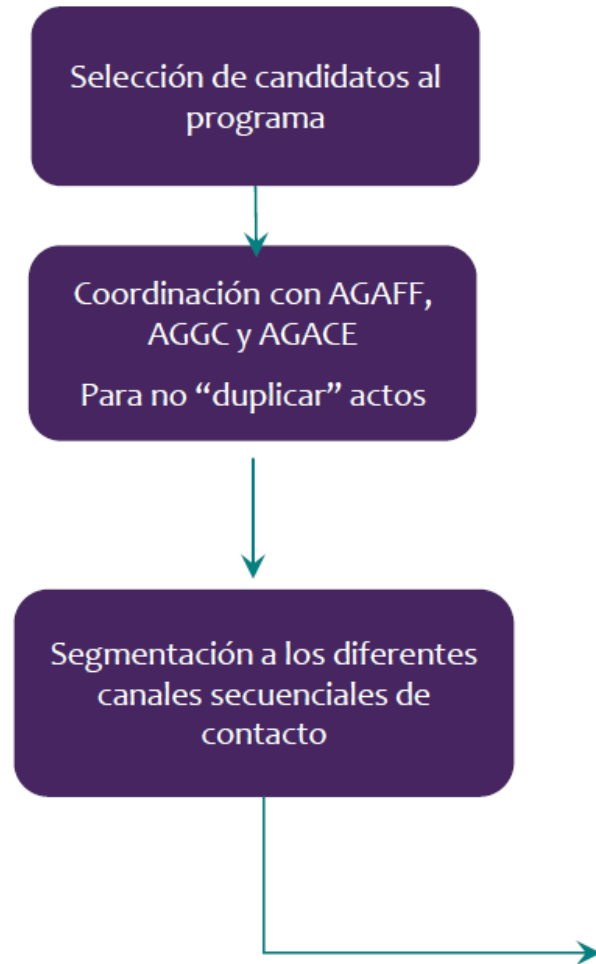 Selección de candidatos al
programa
Coordinación con AGAFF,
AGGC y AGACE
Para no “duplicar” actos
Segmentación a los diferentes
canales secuenciales de
contacto